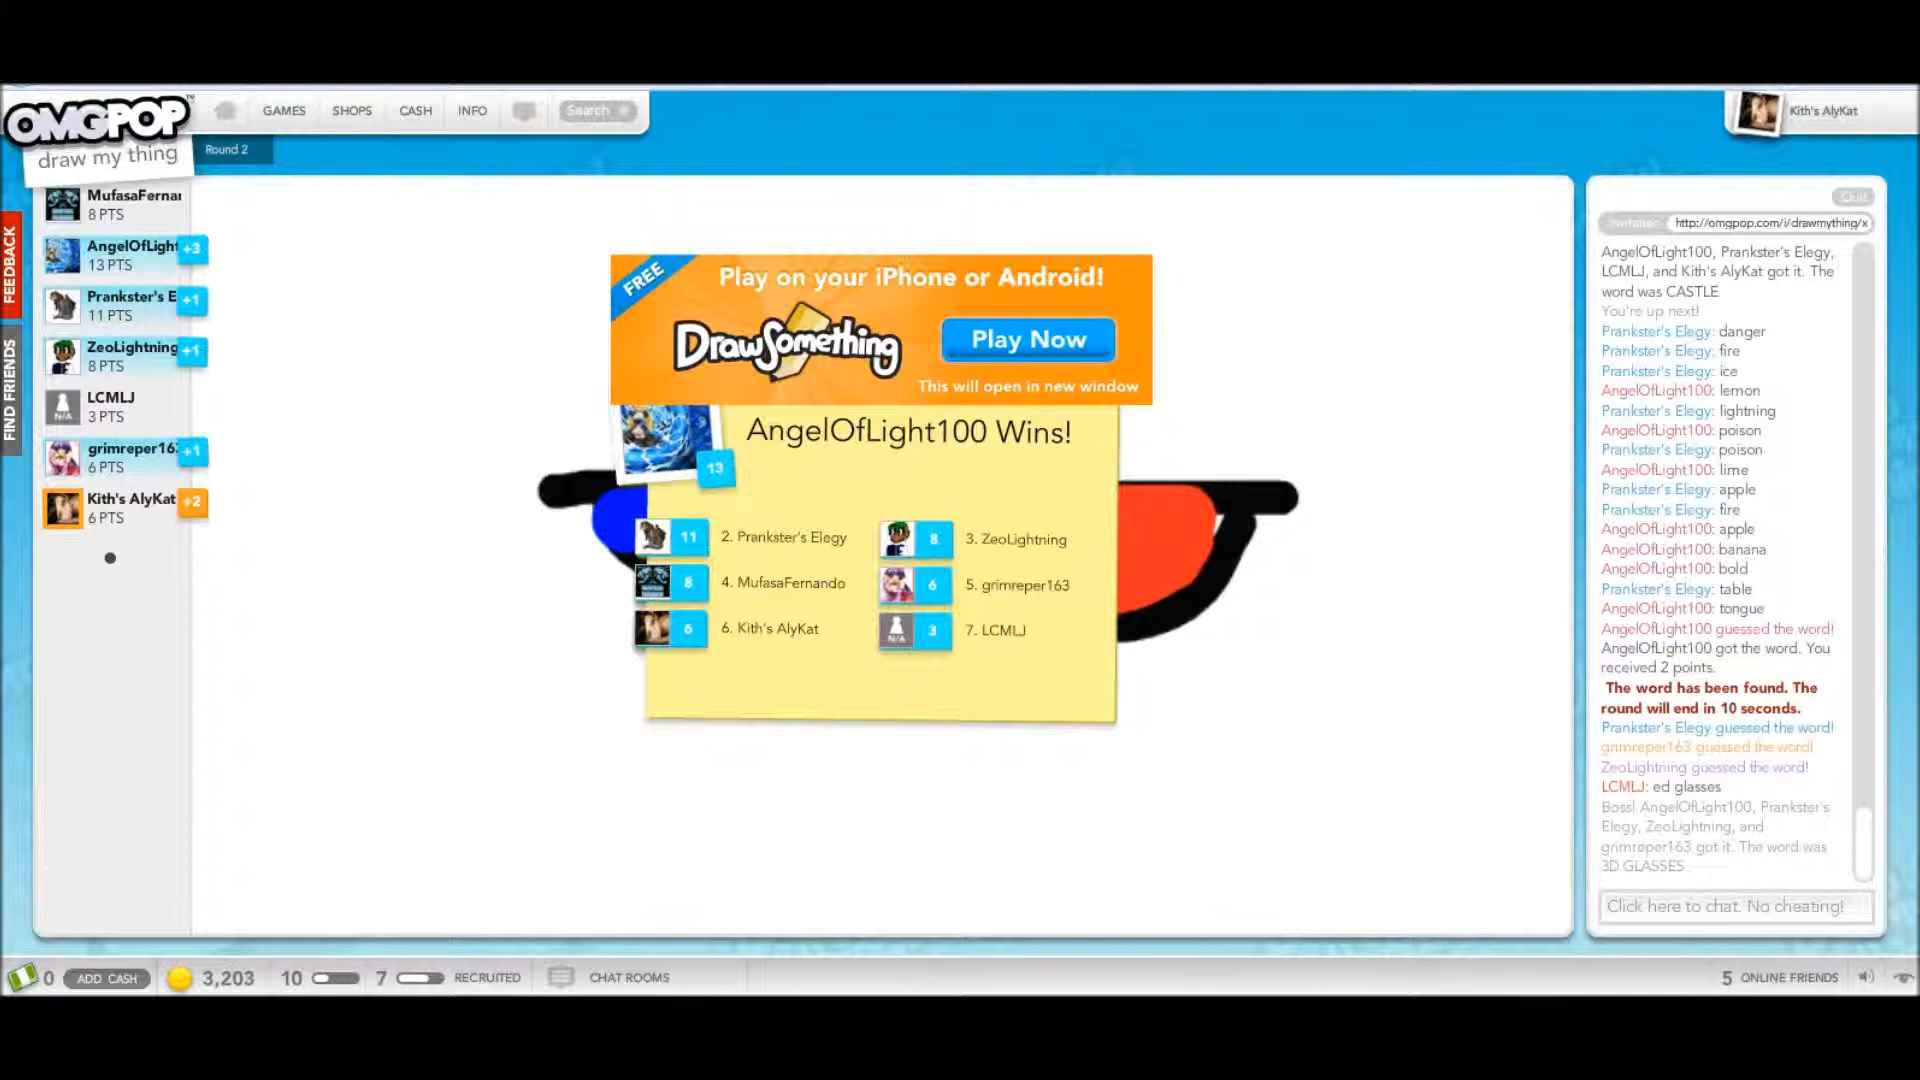 OMGPOP
draw my thing
GAMES SHOPS CASH INFO Search
Kith's AlyKat
Round 2
FEEDBACK
FIND FRIENDS
MufasaFernar
8 PTS
AngelOfLight +3
13 PTS
Prankster's E +1
11 PTS
ZeoLightning +1
8 PTS
LCMLJ
N/A
3 PTS
grimreper163 +1
6 PTS
Kith's AlyKat +2
6 PTS
FREE
Play on your iPhone or Android!
DrawSomething
Play Now
This will open in new window
AngelOfLight100 Wins!
13
11 2. Prankster's Elegy
8 3. ZeoLightning
8 4. MufasaFernando
6 5. grimreper163
6 6. Kith's AlyKat
N/A 3 7. LCMLJ
Quit
Invitation http://omgpop.com/i/drawmything/x
AngelOfLight100, Prankster's Elegy,
LCMLJ, and Kith's AlyKat got it. The
word was CASTLE
You're up next!
Prankster's Elegy: danger
Prankster's Elegy: fire
Prankster's Elegy: ice
AngelOfLight100: lemon
Prankster's Elegy: lightning
AngelOfLight100: poison
Prankster's Elegy: poison
AngelOfLight100: lime
Prankster's Elegy: apple
Prankster's Elegy: fire
AngelOfLight100: apple
AngelOfLight100: banana
AngelOfLight100: bold
Prankster's Elegy: table
AngelOfLight100: tongue
AngelOfLight100 guessed the word!
AngelOfLight100 got the word. You
received 2 points.
The word has been found. The
round will end in 10 seconds.
Prankster's Elegy guessed the word!
grimreper163 guessed the word!
ZeoLightning guessed the word!
LCMLJ: ed glasses
Boss! AngelOfLight100, Prankster's
Elegy, ZeoLightning, and
grimreper163 got it. The word was
3D GLASSES
Click here to chat. No cheating!
0 ADD CASH 3,203 10 7 RECRUITED CHAT ROOMS
5 ONLINE FRIENDS